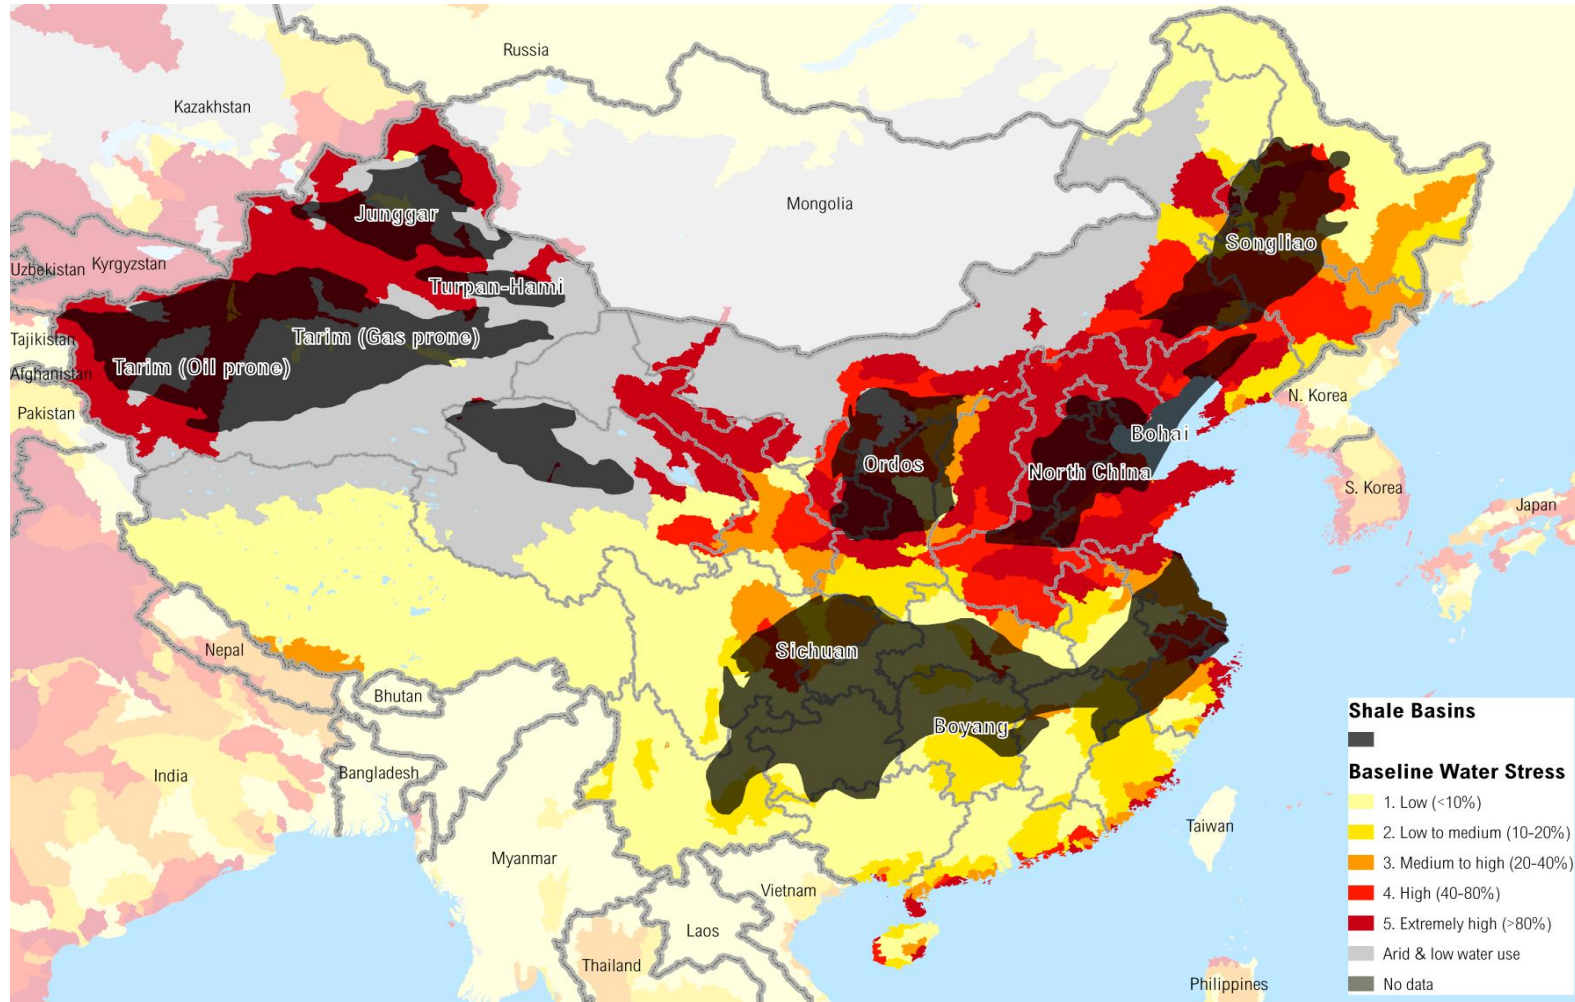 Russia
Kazakhstan
Mongolia
Junggar
Songliao
Uzbekistan
Kyrgyzstan
Turpan-Hami
Tajikistan
Tarim (Gas prone)
Tarim (Oil prone)
Afghanistan
Pakistan
N. Korea
Bohai
Ordos
North China
S. Korea
Japan
Nepal
Sichuan
Bhutan
Boyang
India
Bangladesh
Taiwan
Myanmar
Vietnam
Laos
Thailand
Philippines
Shale Basins
Baseline Water Stress
1. Low (<10%)
2. Low to medium (10-20%)
3. Medium to high (20-40%)
4. High (40-80%)
5. Extremely high (>80%)
Arid & low water use
No data